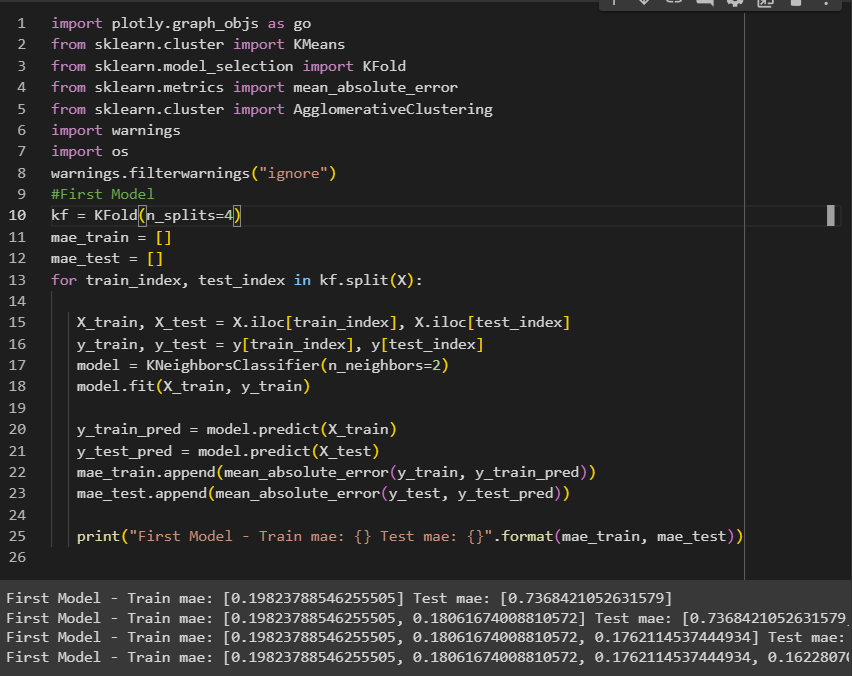 1 import plotly.graph_objs as go
2 from sklearn.cluster import KMeans
3 from sklearn.model_selection import KFold
4 from sklearn.metrics import mean_absolute_error
5 from sklearn.cluster import AgglomerativeClustering
6 import warnings
7 import os
8 warnings.filterwarnings("ignore")
9 #First Model
10 kf = KFold(n_splits=4)
11 mae_train = []
12 mae_test = []
13 for train_index, test_index in kf.split(X):
14
15 X_train, X_test = X.iloc[train_index], X.iloc[test_index]
16 y_train, y_test = y[train_index], y[test_index]
17 model = KNeighborsClassifier(n_neighbors=2)
18 model.fit(X_train, y_train)
19
20 y_train_pred = model.predict(X_train)
21 y_test_pred = model.predict(X_test)
22 mae_train.append(mean_absolute_error(y_train, y_train_pred))
23 mae_test.append(mean_absolute_error(y_test, y_test_pred))
24
25 print("First Model - Train mae: {} Test mae: {}".format(mae_train, mae_test))
26
First Model - Train mae: [0.19823788546255505] Test mae: [0.7368421052631579]
First Model - Train mae: [0.19823788546255505, 0.18061674008810572] Test mae: [0.7368421052631579,
First Model - Train mae: [0.19823788546255505, 0.18061674008810572, 0.1762114537444934] Test mae:
First Model - Train mae: [0.19823788546255505, 0.18061674008810572, 0.1762114537444934, 0.1622807